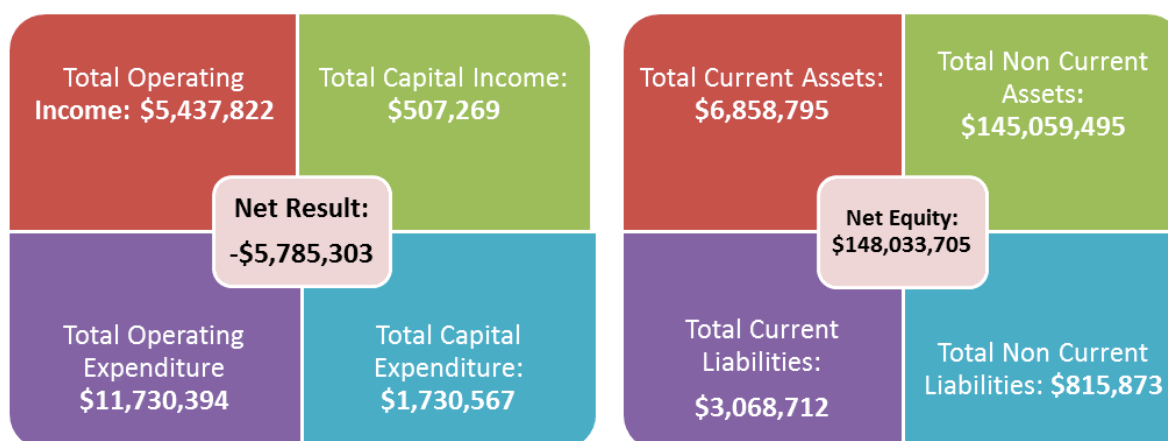 Total Operating
Income: $5,437,822
Total Capital Income:
$507,269
Net Result:
-$5,785,303
Total Operating
Expenditure
$11,730,394
Total Capital
Expenditure:
$1,730,567
Total Current Assets:
$6,858,795
Total Non Current
Assets:
$145,059,495
Net Equity:
$148,033,705
Total Current
Liabilities:
$3,068,712
Total Non Current
Liabilities: $815,873